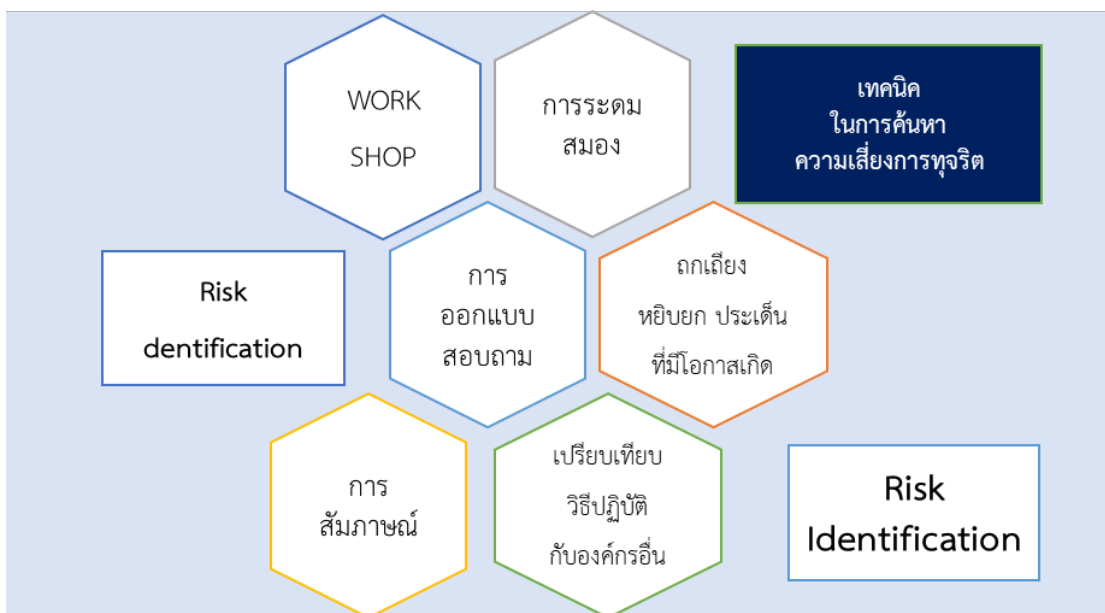 WORK
SHOP
การระดม
สมอง
เทคนิค
ในการค้นหา
ความเสี่ยงการทุจริต
Risk
dentification
การ
ออกแบบ
สอบถาม
ถกเถียง
หยิบยก ประเด็น
ที่มีโอกาสเกิด
การ
สัมภาษณ์
เปรียบเทียบ
วิธีปฏิบัติ
กับองค์กรอื่น
Risk
Identification